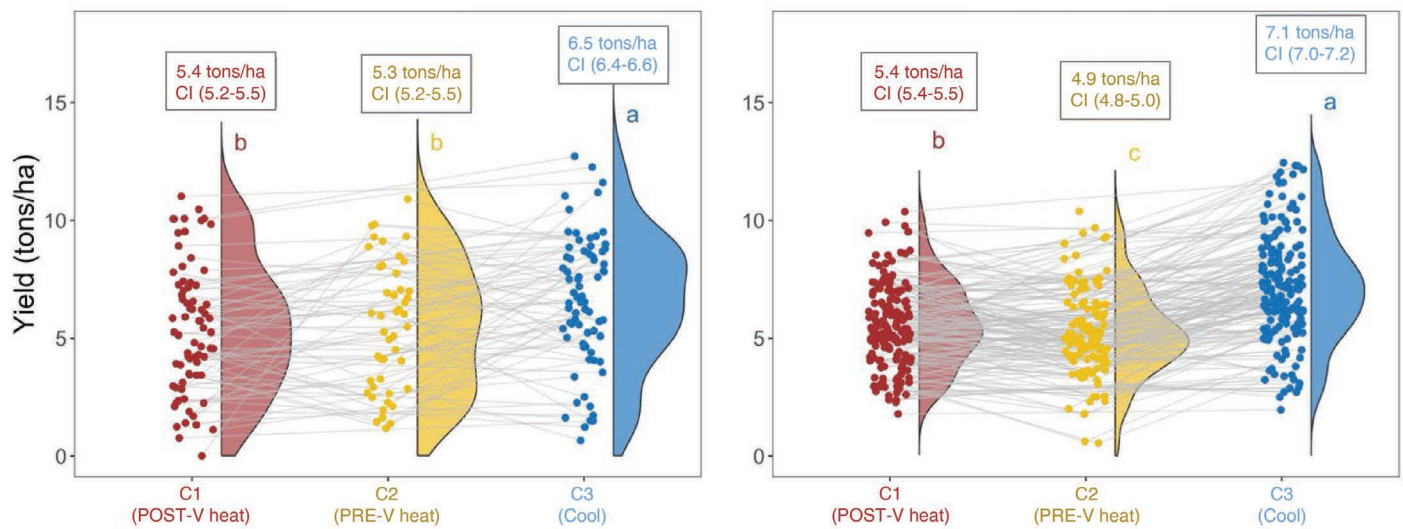 Yield (tons/ha)
15
10
5
0
5.4 tons/ha
CI (5.2-5.5)
b
5.3 tons/ha
CI (5.2-5.5)
b
6.5 tons/ha
CI (6.4-6.6)
a
C1
(POST-V heat)
C2
(PRE-V heat)
C3
(Cool)
15
10
5
0
5.4 tons/ha
CI (5.4-5.5)
b
4.9 tons/ha
CI (4.8-5.0)
c
7.1 tons/ha
CI (7.0-7.2)
a
C1
(POST-V heat)
C2
(PRE-V heat)
C3
(Cool)